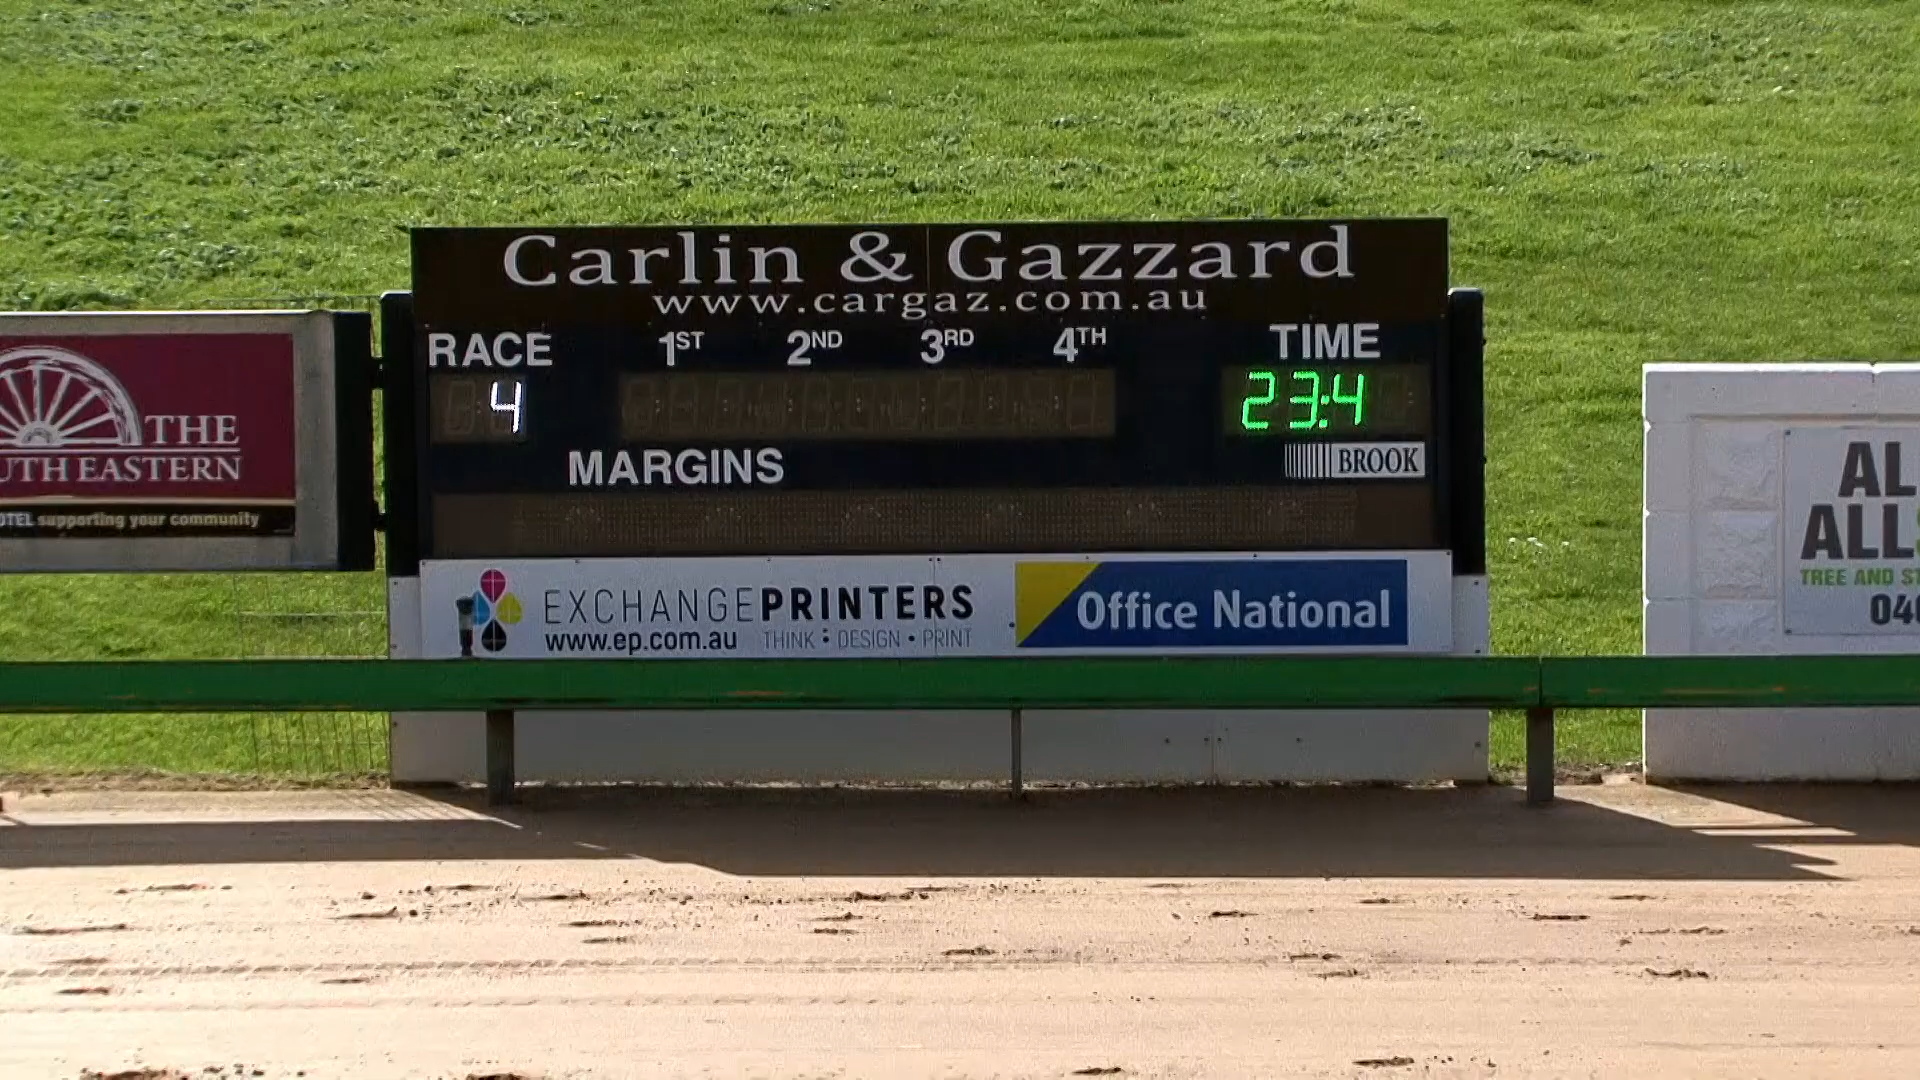 Carlin & Gazzard
www.cargaz.com.au
RACE 1ST 2ND 3RD 4TH TIME
4 23:4
MARGINS BROOK
THE
UTH EASTERN
OTEL supporting your community
EXCHANGEPRINTERS
www.ep.com.au THINK : DESIGN • PRINT
Office National
AL
ALL
TREE AND ST
040